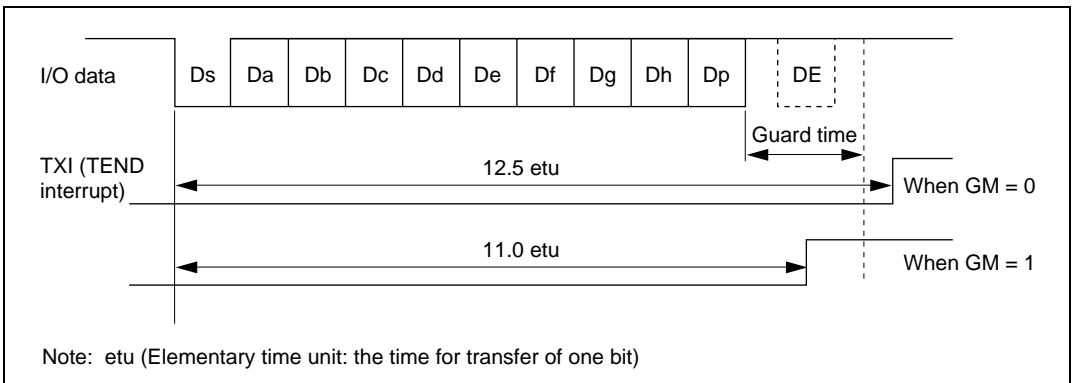 I/O data
Ds Da Db Dc Dd De Df Dg Dh Dp DE
Guard time
TXI (TEND
interrupt)
12.5 etu
When GM = 0
11.0 etu
When GM = 1
Note: etu (Elementary time unit: the time for transfer of one bit)